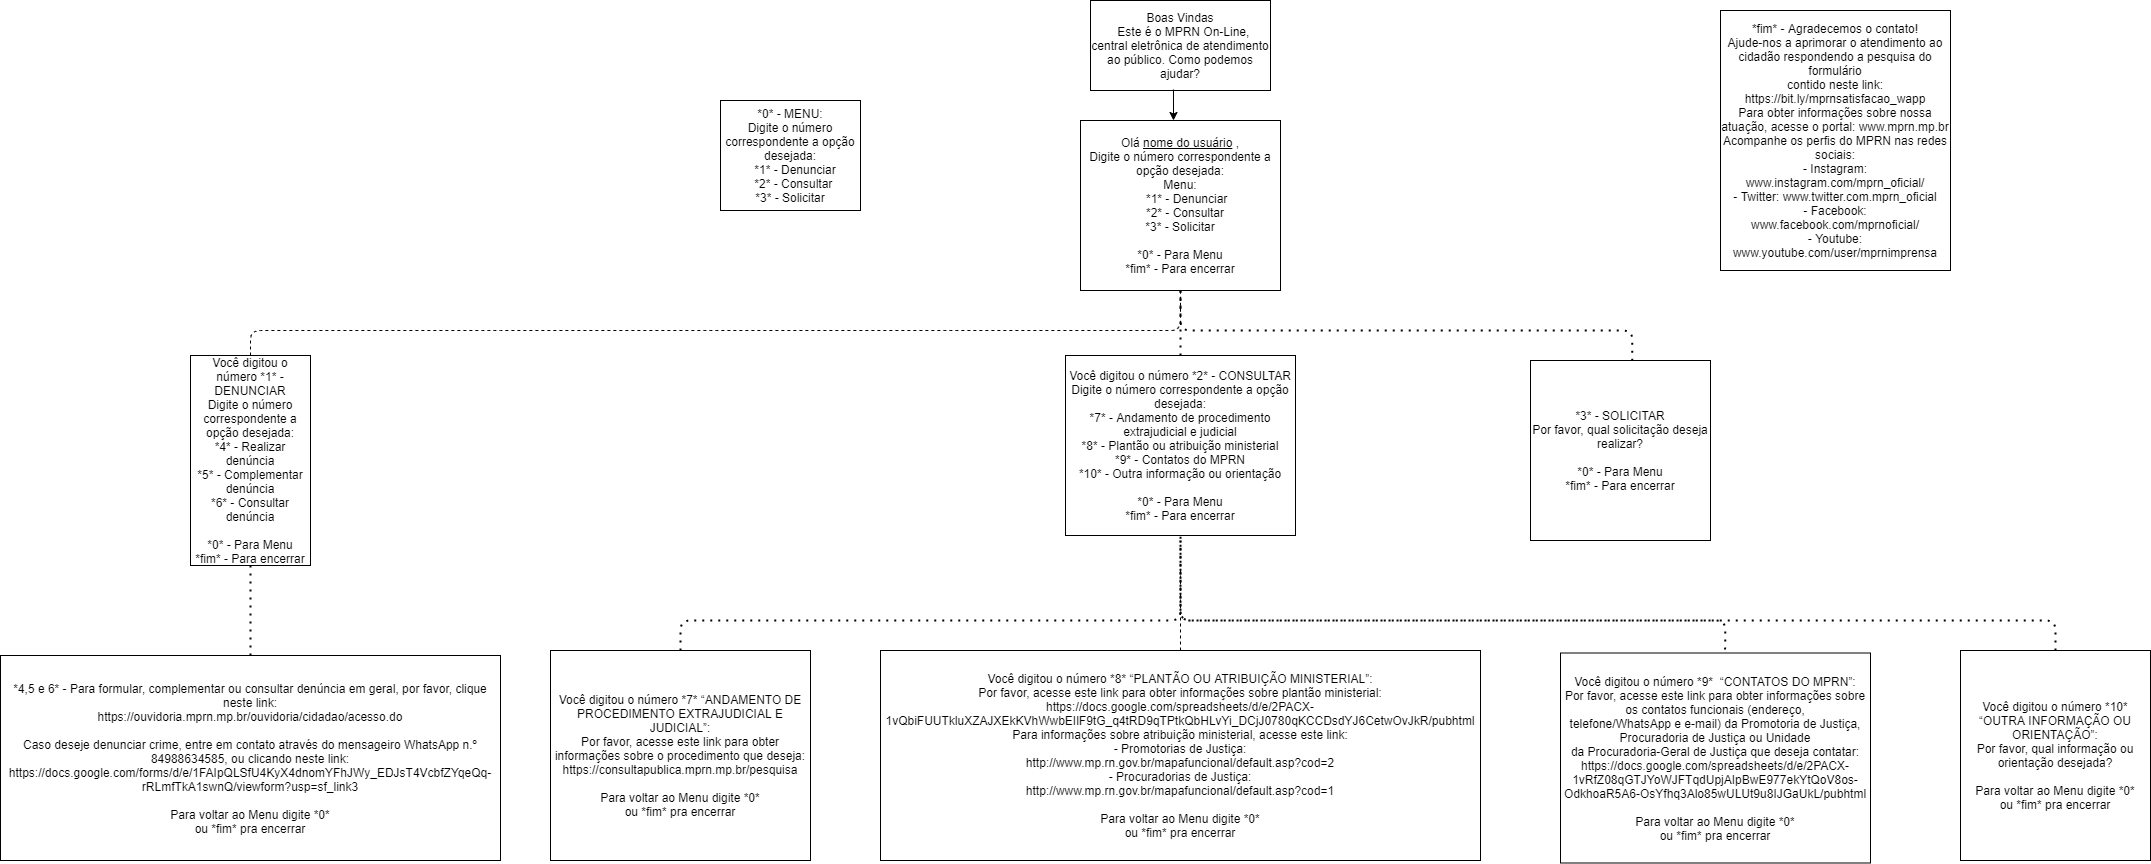 Boas Vindas
Este é o MPRN On-Line,
central eletrônica de atendimento
ao público. Como podemos
ajudar?
*fim* - Agradecemos o contato!
Ajude-nos a aprimorar o atendimento ao
cidadão respondendo a pesquisa do
formulário
contido neste link:
https://bit.ly/mprnsatisfacao_wapp
Para obter informações sobre nossa
atuação, acesse o portal: www.mprn.mp.br
Acompanhe os perfis do MPRN nas redes
sociais:
- Instagram:
www.instagram.com/mprn_oficial/
- Twitter: www.twitter.com.mprn_oficial
- Facebook:
www.facebook.com/mprnoficial/
- Youtube:
www.youtube.com/user/mprnimprensa
*0* - MENU:
Digite o número
correspondente a opção
desejada:
*1* - Denunciar
*2* - Consultar
*3* - Solicitar
Olá nome do usuário ,
Digite o número correspondente a
opção desejada:
Menu:
*1* - Denunciar
*2* - Consultar
*3* - Solicitar
*0* - Para Menu
*fim* - Para encerrar
Você digitou o
número *1* -
DENUNCIAR
Digite o número
correspondente a
opção desejada:
*4* - Realizar
denúncia
*5* - Complementar
denúncia
*6* - Consultar
denúncia
*0* - Para Menu
*fim* - Para encerrar
Você digitou o número *2* - CONSULTAR
Digite o número correspondente a opção
desejada:
*7* - Andamento de procedimento
extrajudicial e judicial
*8* - Plantão ou atribuição ministerial
*9* - Contatos do MPRN
*10* - Outra informação ou orientação
*0* - Para Menu
*fim* - Para encerrar
*3* - SOLICITAR
Por favor, qual solicitação deseja
realizar?
*0* - Para Menu
*fim* - Para encerrar
*4,5 e 6* - Para formular, complementar ou consultar denúncia em geral, por favor, clique
neste link:
https://ouvidoria.mprn.mp.br/ouvidoria/cidadao/acesso.do
Caso deseje denunciar crime, entre em contato através do mensageiro WhatsApp n.º
84988634585, ou clicando neste link:
https://docs.google.com/forms/d/e/1FAIpQLSfU4KyX4dnomYFhJWy_EDJsT4VcbfZYqeQq-
rRLmfTkA1swnQ/viewform?usp=sf_link3
Para voltar ao Menu digite *0*
ou *fim* pra encerrar
Você digitou o número *7* “ANDAMENTO DE
PROCEDIMENTO EXTRAJUDICIAL E
JUDICIAL”:
Por favor, acesse este link para obter
informações sobre o procedimento que deseja:
https://consultapublica.mprn.mp.br/pesquisa
Para voltar ao Menu digite *0*
ou *fim* pra encerrar
Você digitou o número *8* “PLANTÃO OU ATRIBUIÇÃO MINISTERIAL”:
Por favor, acesse este link para obter informações sobre plantão ministerial:
https://docs.google.com/spreadsheets/d/e/2PACX-
1vQbiFUUTkluXZAJXEkKVhWwbEIlF9tG_q4tRD9qTPtkQbHLvYi_DCjJ0780qKCCDsdYJ6CetwOvJkR/pubhtml
Para informações sobre atribuição ministerial, acesse este link:
- Promotorias de Justiça:
http://www.mp.rn.gov.br/mapafuncional/default.asp?cod=2
- Procuradorias de Justiça:
http://www.mp.rn.gov.br/mapafuncional/default.asp?cod=1
Para voltar ao Menu digite *0*
ou *fim* pra encerrar
Você digitou o número *9* “CONTATOS DO MPRN”:
Por favor, acesse este link para obter informações sobre
os contatos funcionais (endereço,
telefone/WhatsApp e e-mail) da Promotoria de Justiça,
Procuradoria de Justiça ou Unidade
da Procuradoria-Geral de Justiça que deseja contatar:
https://docs.google.com/spreadsheets/d/e/2PACX-
1vRfZ08qGTJYoWJFTqdUpjAIpBwE977ekYtQoV8os-
OdkhoaR5A6-OsYfhq3Alo85wULUt9u8lJGaUkL/pubhtml
Para voltar ao Menu digite *0*
ou *fim* pra encerrar
Você digitou o número *10*
“OUTRA INFORMAÇÃO OU
ORIENTAÇÃO”:
Por favor, qual informação ou
orientação desejada?
Para voltar ao Menu digite *0*
ou *fim* pra encerrar